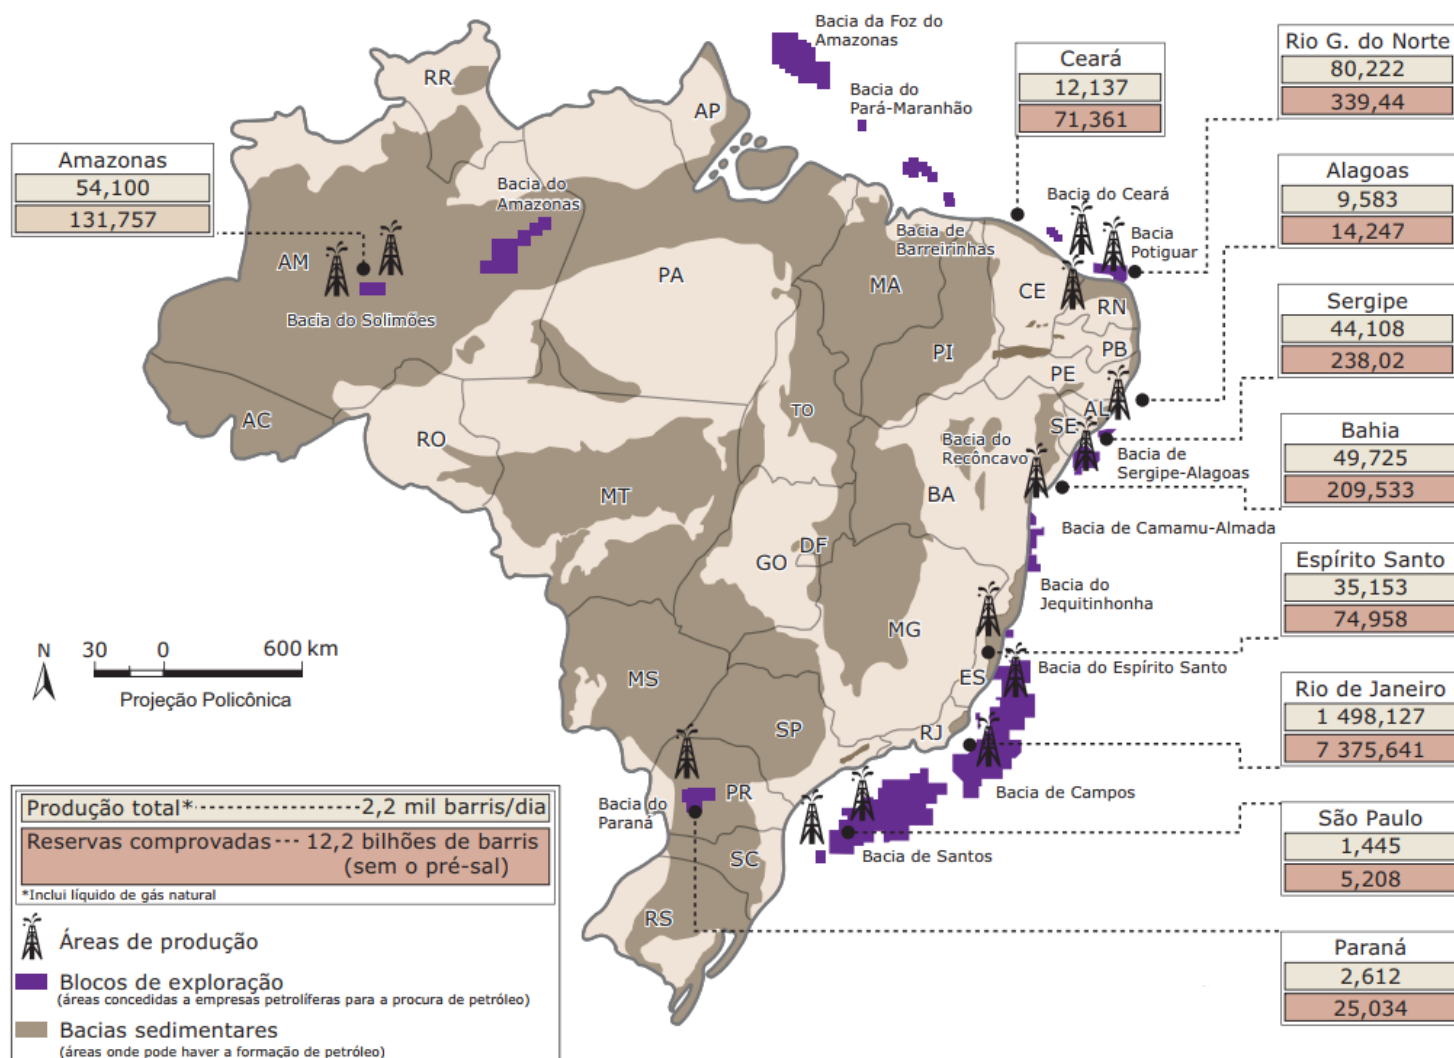 Bacia da Foz do
Amazonas
Bacia do
Pará-Maranhão
Ceará
12,137
71,361
Rio G. do Norte
80,222
339,44
Amazonas
54,100
131,757
Alagoas
9,583
14,247
Sergipe
44,108
238,02
Bahia
49,725
209,533
Espírito Santo
35,153
74,958
Rio de Janeiro
1 498,127
7 375,641
São Paulo
1,445
5,208
Paraná
2,612
25,034
RR
AP
Bacia do
Amazonas
Bacia do Ceará
Bacia
Potiguar
Bacia de
Barreirinhas
AM
PA
MA
CE
RN
Bacia do Solimões
PI
PB
PE
AC
RO
TO
AL
SE
Bacia do
Recôncavo
Bacia de
Sergipe-Alagoas
MT
BA
Bacia de Camamu-Almada
DF
GO
Bacia do
Jequitinhonha
MG
Bacia do Espírito Santo
MS
ES
SP
RJ
Bacia de Campos
PR
Bacia do
Paraná
Bacia de Santos
SC
RS
N
30 0 600 km
Projeção Policônica
Produção total* 2,2 mil barris/dia
Reservas comprovadas 12,2 bilhões de barris
(sem o pré-sal)
*Inclui líquido de gás natural
Áreas de produção
Blocos de exploração
(áreas concedidas a empresas petrolíferas para a procura de petróleo)
Bacias sedimentares
(áreas onde pode haver a formação de petróleo)